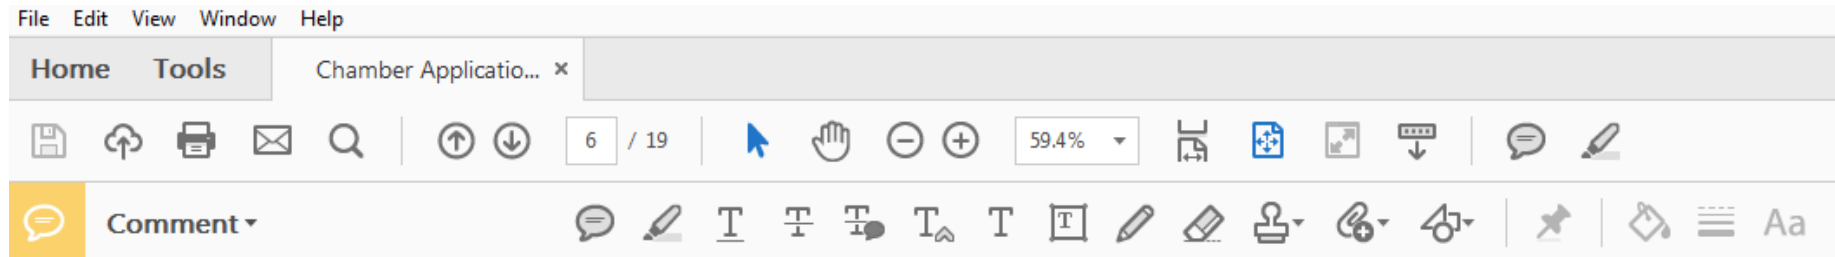 File Edit View Window Help
Home Tools Chamber Applicatio... ×
6 / 19 59.4%
Comment T T T T T T Aa